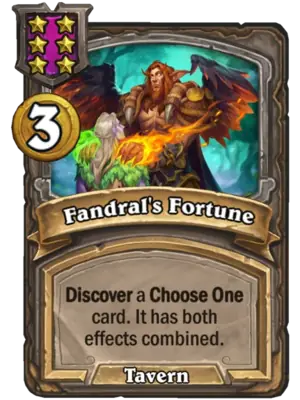 3
Fandral's Fortune
Discover a Choose One
card. It has both
effects combined.
Tavern